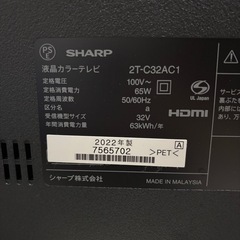 PS
E
SHARP
液晶カラーテレビ 2T-C32AC1
定格電圧 100V～
定格消費電力 65W
定格周波数 50/60Hz
区分名 a
受信機型サイズ 32V
年間消費電力量 63kWh/年
UL Japan
HDMI
2022年製
7565702
A
>PET<
シャープ株式会社
MADE IN MALAYSIA